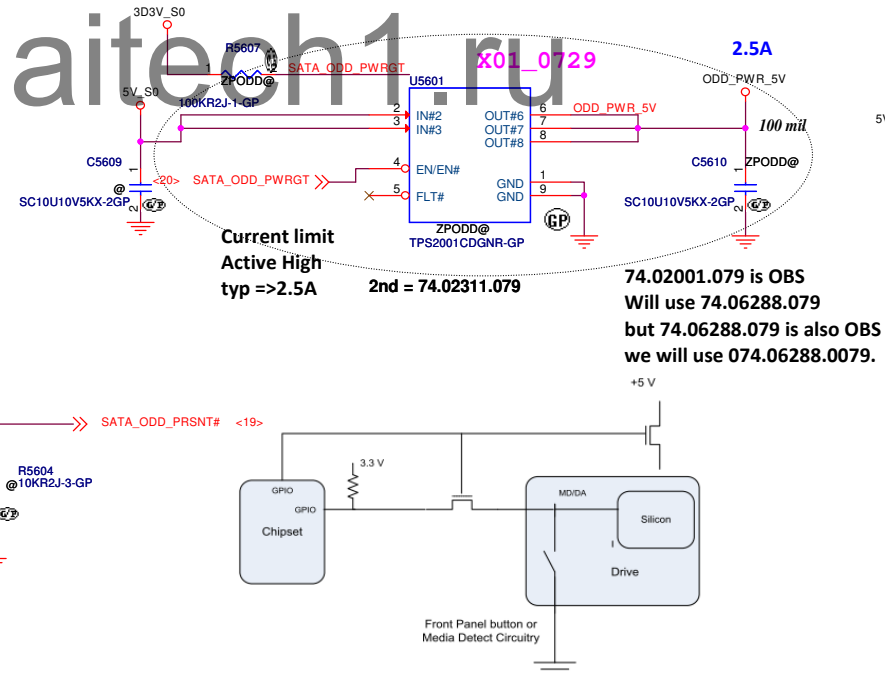 aitech1.ru
3D3V_S0
R5607
1 2
SATA_ODD_PWRGT
ZPODD@
100KR2J-1-GP
X01_0729
2.5A
5V_S0
U5601
ODD_PWR_5V
2 IN#2
3 IN#3
OUT#6 6 ODD_PWR_5V
OUT#7 7
OUT#8 8
100 mil
5V
C5609
1
@
2
SC10U10V5KX-2GP
<20> SATA_ODD_PWRGT
4 EN/EN#
5 FLT#
GND 1
GND 9
C5610
1
ZPODD@
2
SC10U10V5KX-2GP
GP
ZPODD@
TPS2001CDGNR-GP
Current limit
Active High
typ =>2.5A
2nd = 74.02311.079
74.02001.079 is OBS
Will use 74.06288.079
but 74.06288.079 is also OBS
we will use 074.06288.0079.
+5 V
SATA_ODD_PRSNT# <19>
R5604
@ 10KR2J-3-GP
3.3 V
GPIO
GPIO
Chipset
MD/DA
Silicon
Drive
Front Panel button or
Media Detect Circuitry